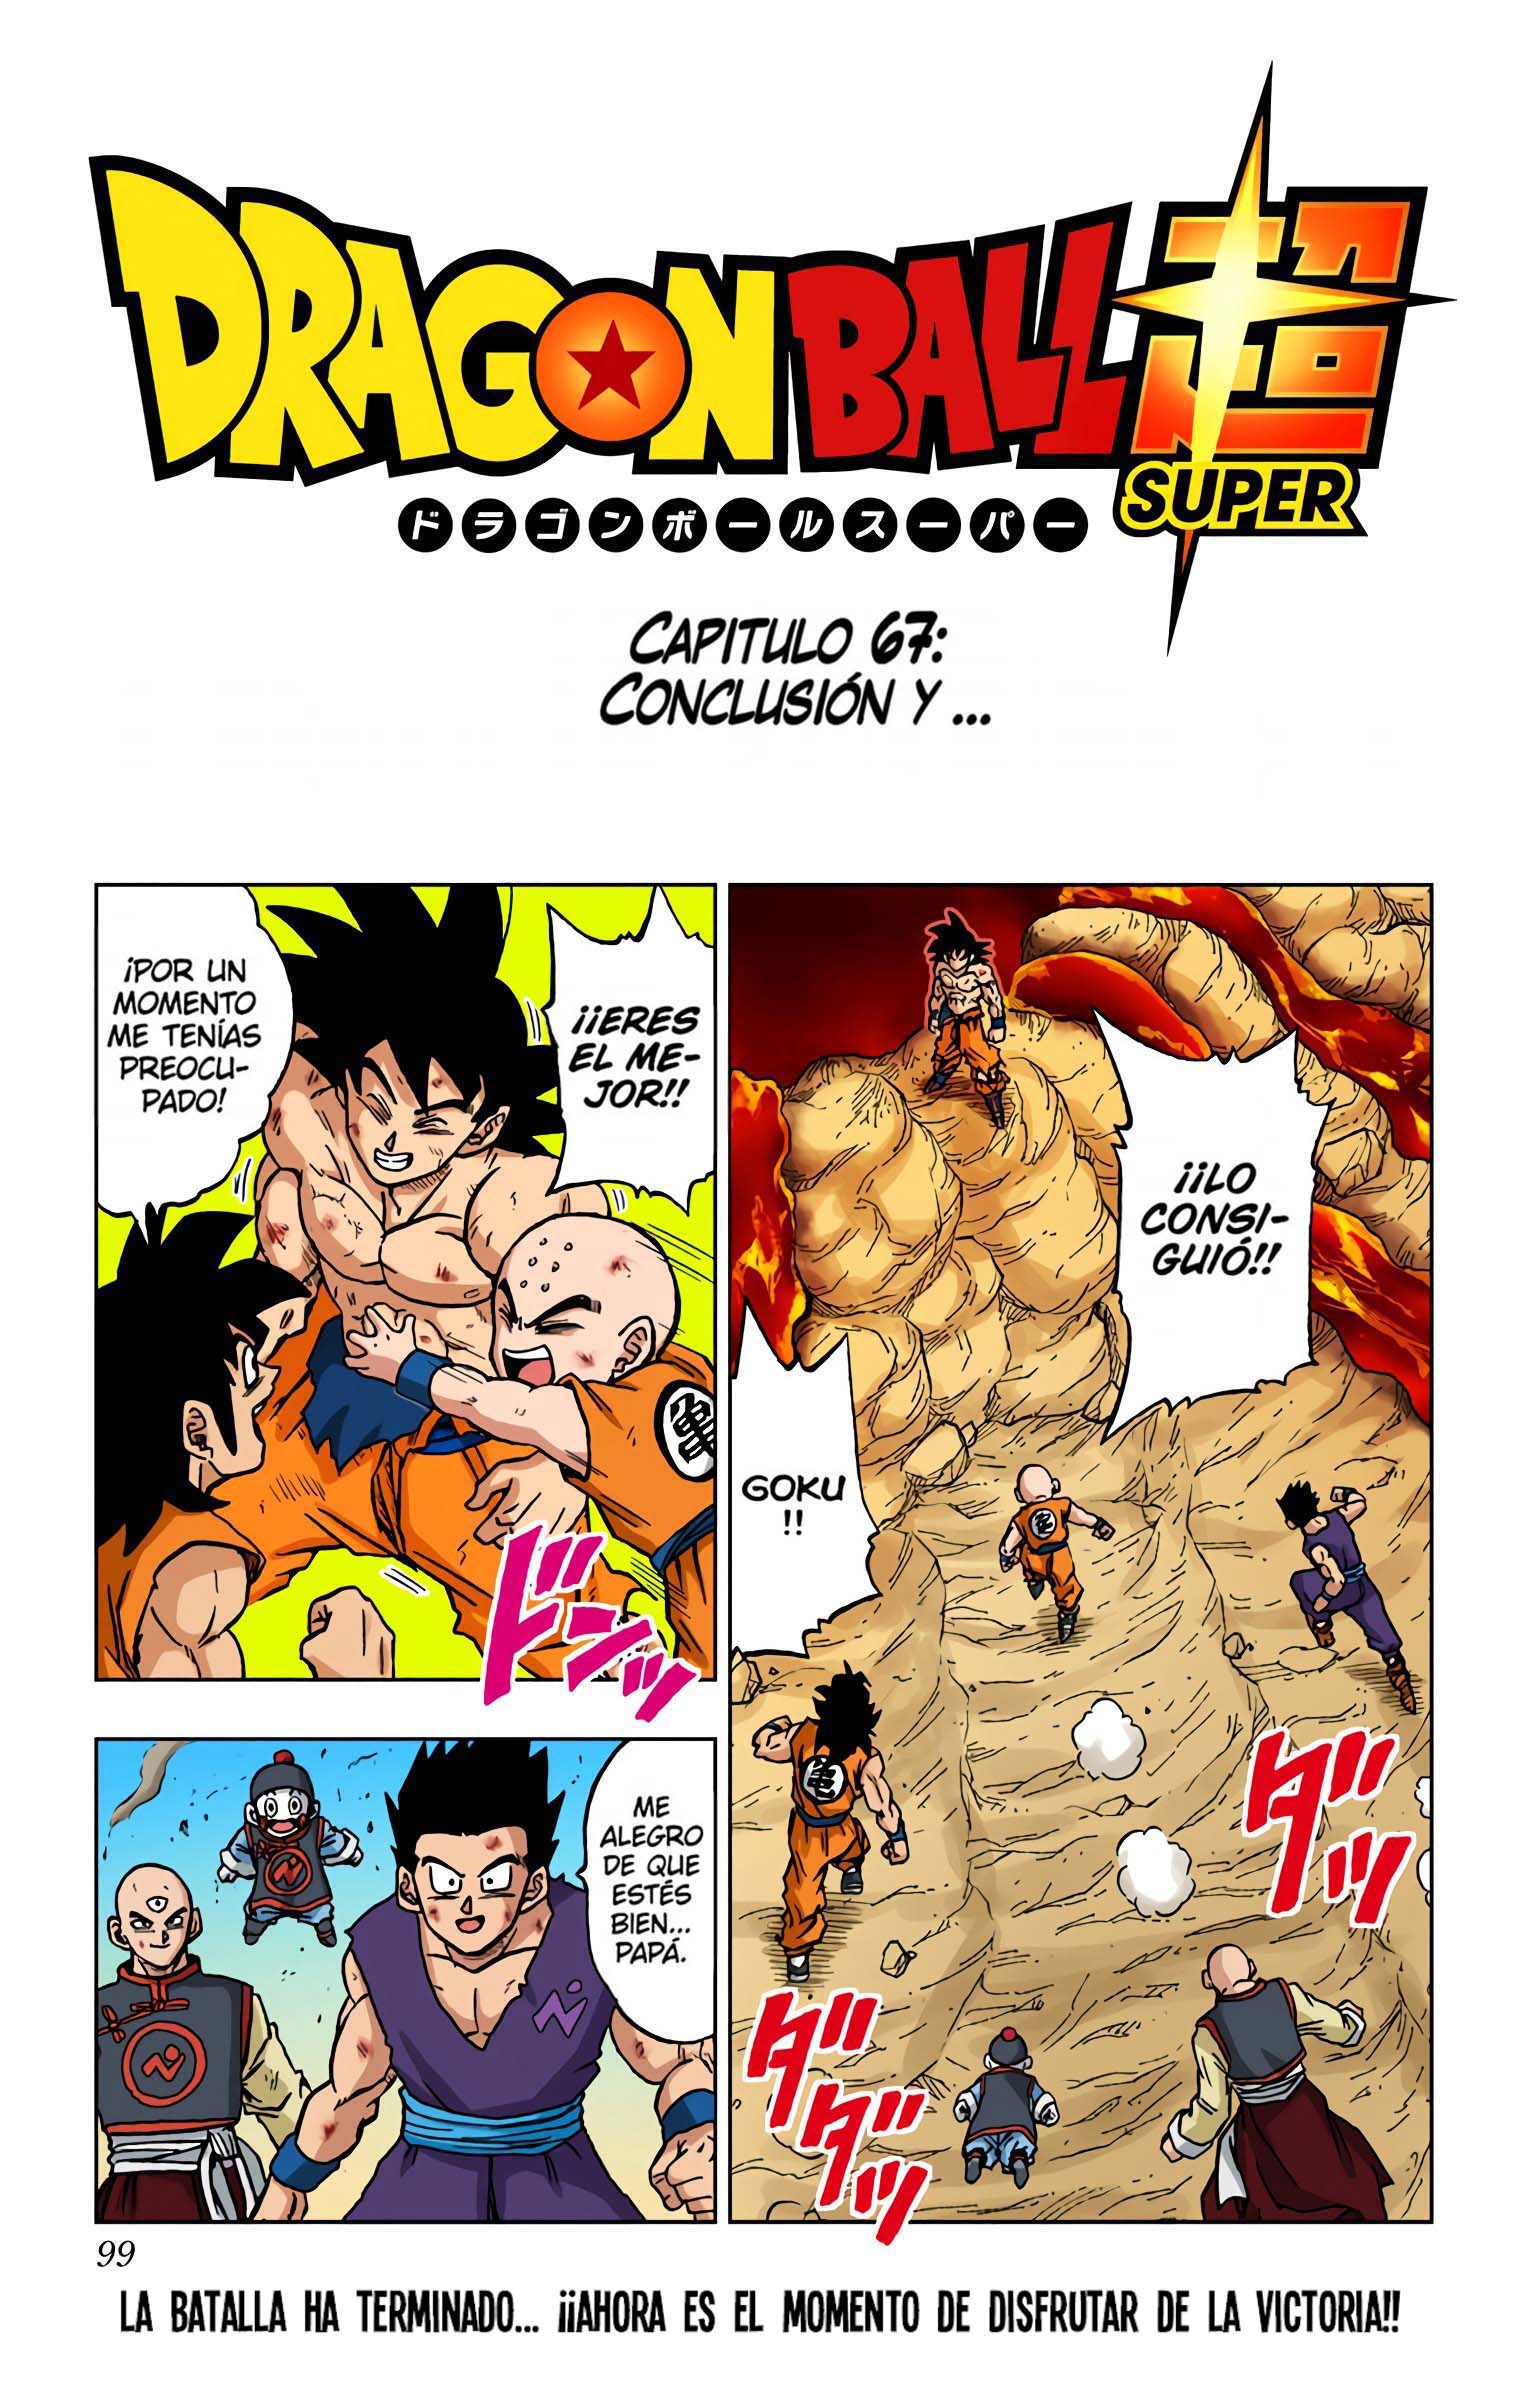 DRAGON BALL 超
SUPER
ドラゴンボールスーパー
CAPITULO 67:
CONCLUSIÓN Y ...
¡¡LO
CONSI-
GUIÓ!!
GOKU
!!
ダッ
ダダッ
¡¡ERES
EL ME-
JOR!!
¡POR UN
MOMENTO
ME TENÍAS
PREOCU-
PADO!
亀
ドンッ
ME
ALEGRO
DE QUE
ESTÉS
BIEN...
PAPÁ.
99
LA BATALLA HA TERMINADO... ¡¡AHORA ES EL MOMENTO DE DISFRUTAR DE LA VICTORIA!!